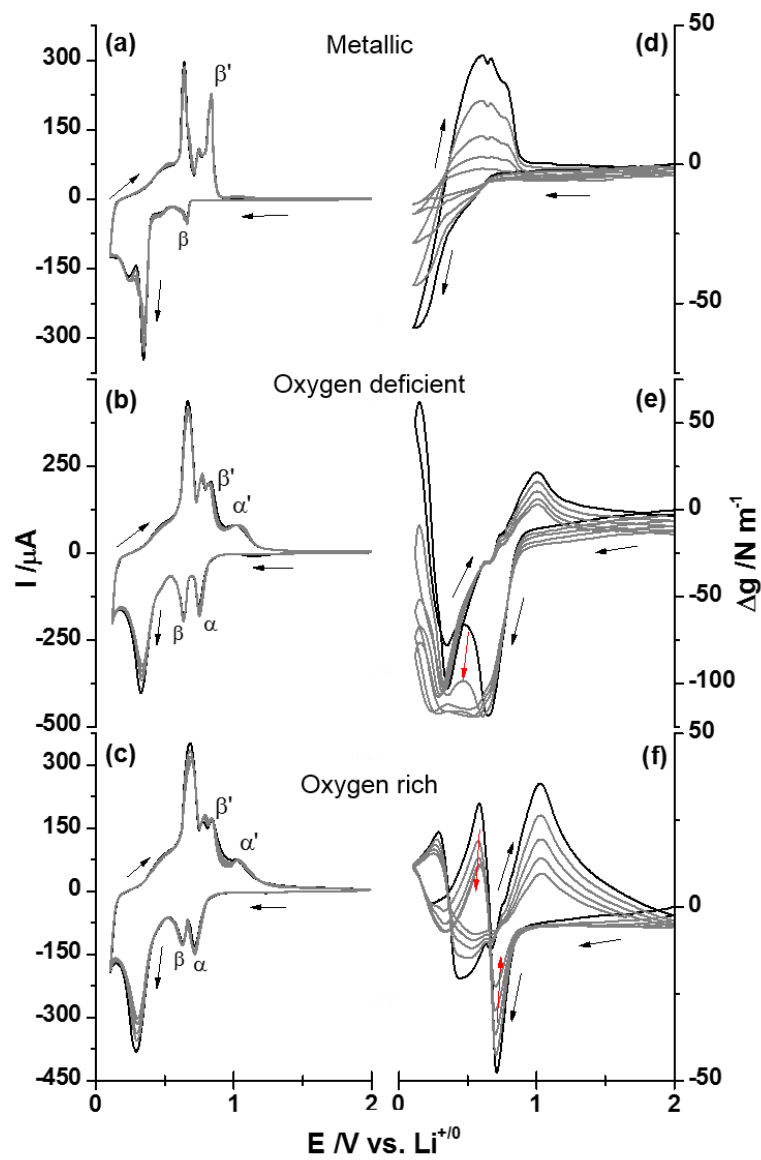 (a) Metallic (d)
300
150
0
-150
-300
β'
β
50
0
-50
Oxygen deficient
(b) (e)
250
0
-250
-500
β'
α'
β α
50
0
-50
-100
I /μA
Δg /N m⁻¹
Oxygen rich
(c) (f)
300
150
0
-150
-300
-450
β'
α'
β α
50
50
0
-50
0 1 2 0 1 2
E /V vs. Li⁺/⁰